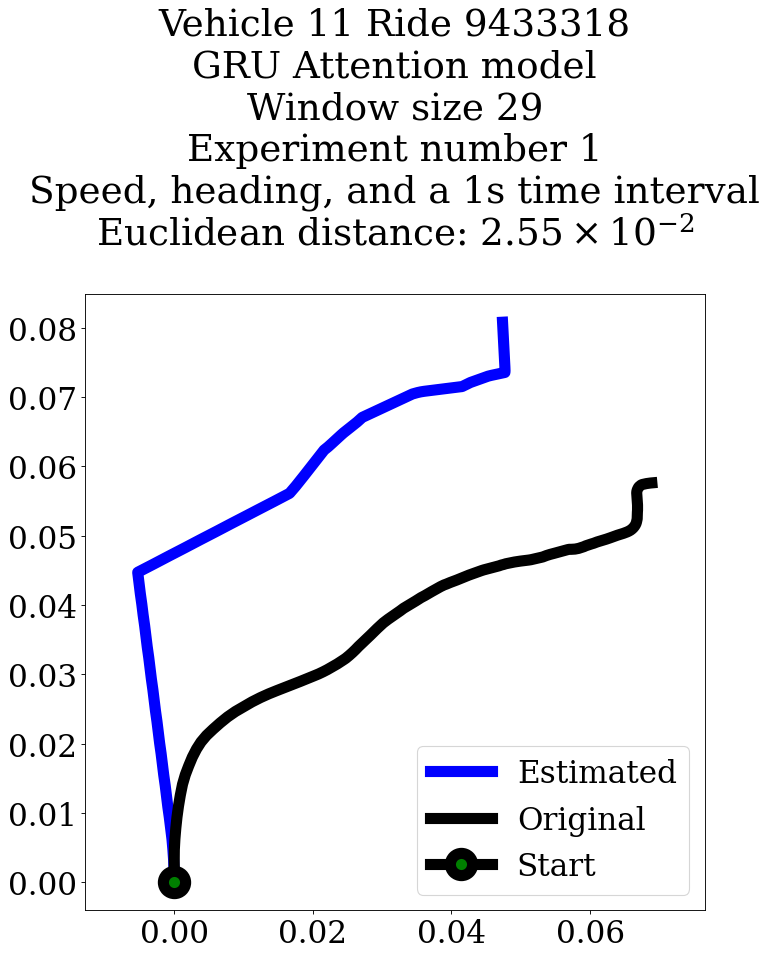 Vehicle 11 Ride 9433318
GRU Attention model
Window size 29
Experiment number 1
Speed, heading, and a 1s time interval
Euclidean distance: 2.55 × 10⁻²
0.08
0.07
0.06
0.05
0.04
0.03
0.02
0.01
0.00
Estimated
Original
Start
0.00 0.02 0.04 0.06